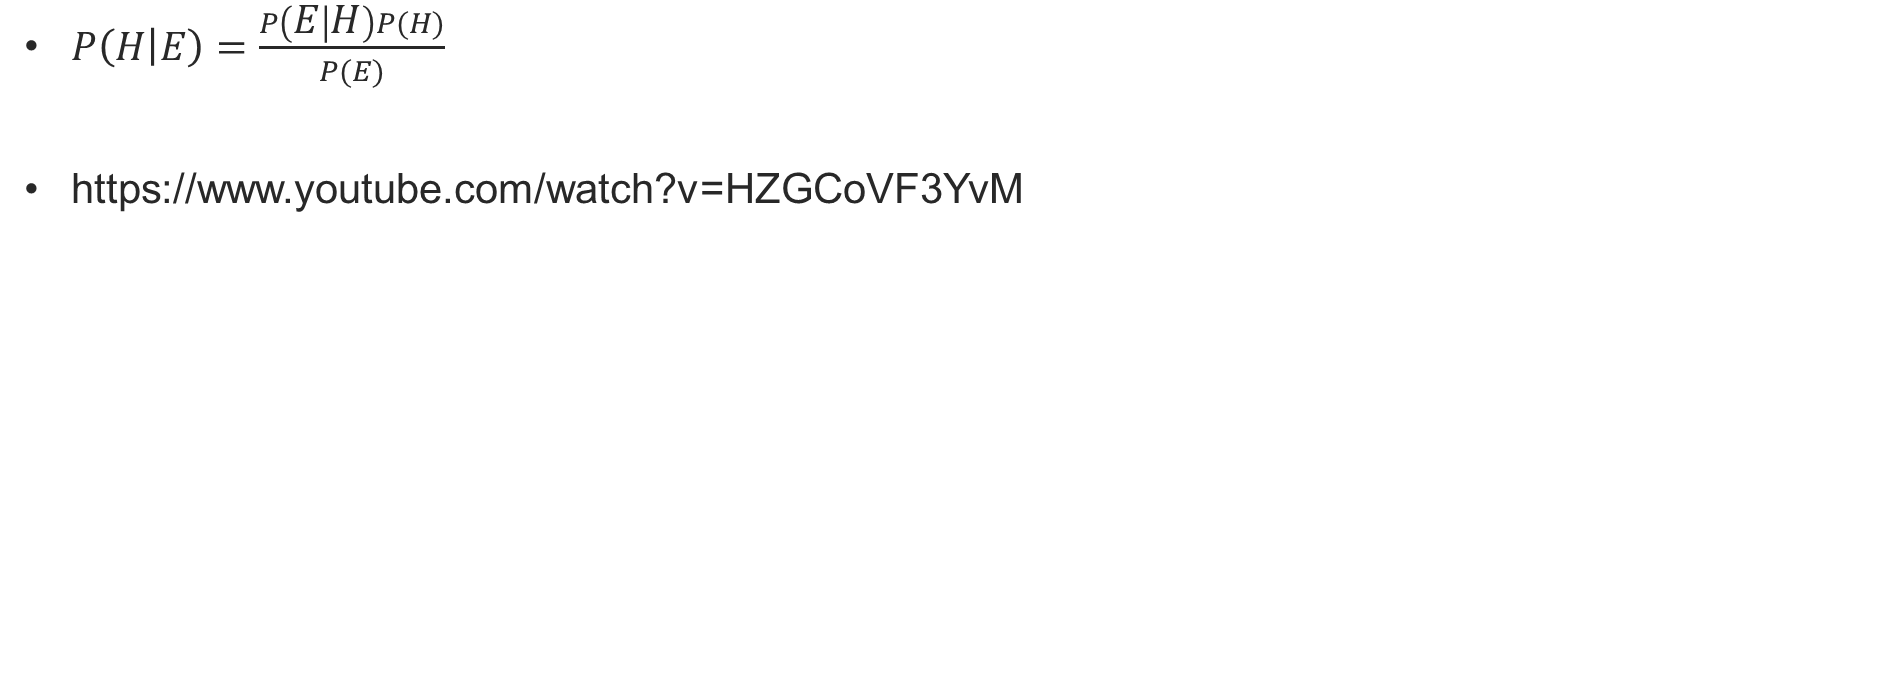 • P(H|E) = P(E|H)P(H) / P(E)
• https://www.youtube.com/watch?v=HZGCoVF3YvM